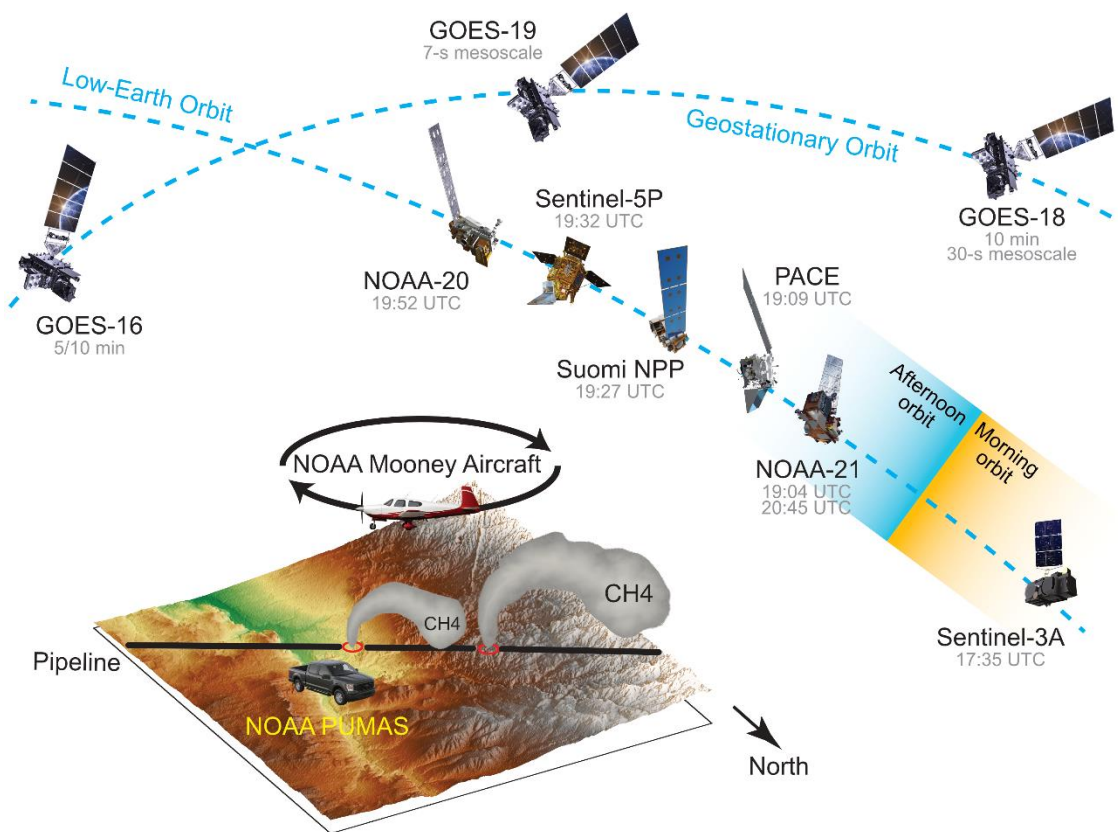 GOES-19
7-s mesoscale
Low-Earth Orbit
Geostationary Orbit
Sentinel-5P
19:32 UTC
GOES-18
10 min
30-s mesoscale
NOAA-20
19:52 UTC
PACE
19:09 UTC
GOES-16
5/10 min
Suomi NPP
19:27 UTC
Afternoon
orbit
Morning
orbit
NOAA-21
19:04 UTC
20:45 UTC
NOAA Mooney Aircraft
CH4
CH4
Sentinel-3A
17:35 UTC
Pipeline
NOAA PUMAS
North